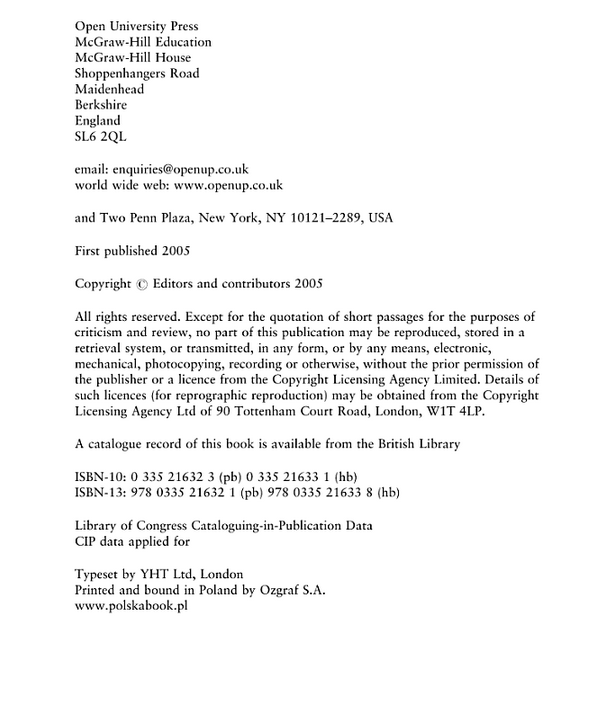 Open University Press
McGraw-Hill Education
McGraw-Hill House
Shoppenhangers Road
Maidenhead
Berkshire
England
SL6 2QL
email: enquiries@openup.co.uk
world wide web: www.openup.co.uk
and Two Penn Plaza, New York, NY 10121–2289, USA
First published 2005
Copyright © Editors and contributors 2005
All rights reserved. Except for the quotation of short passages for the purposes of
criticism and review, no part of this publication may be reproduced, stored in a
retrieval system, or transmitted, in any form, or by any means, electronic,
mechanical, photocopying, recording or otherwise, without the prior permission of
the publisher or a licence from the Copyright Licensing Agency Limited. Details of
such licences (for reprographic reproduction) may be obtained from the Copyright
Licensing Agency Ltd of 90 Tottenham Court Road, London, W1T 4LP.
A catalogue record of this book is available from the British Library
ISBN-10: 0 335 21632 3 (pb) 0 335 21633 1 (hb)
ISBN-13: 978 0335 21632 1 (pb) 978 0335 21633 8 (hb)
Library of Congress Cataloguing-in-Publication Data
CIP data applied for
Typeset by YHT Ltd, London
Printed and bound in Poland by Ozgraf S.A.
www.polskabook.pl